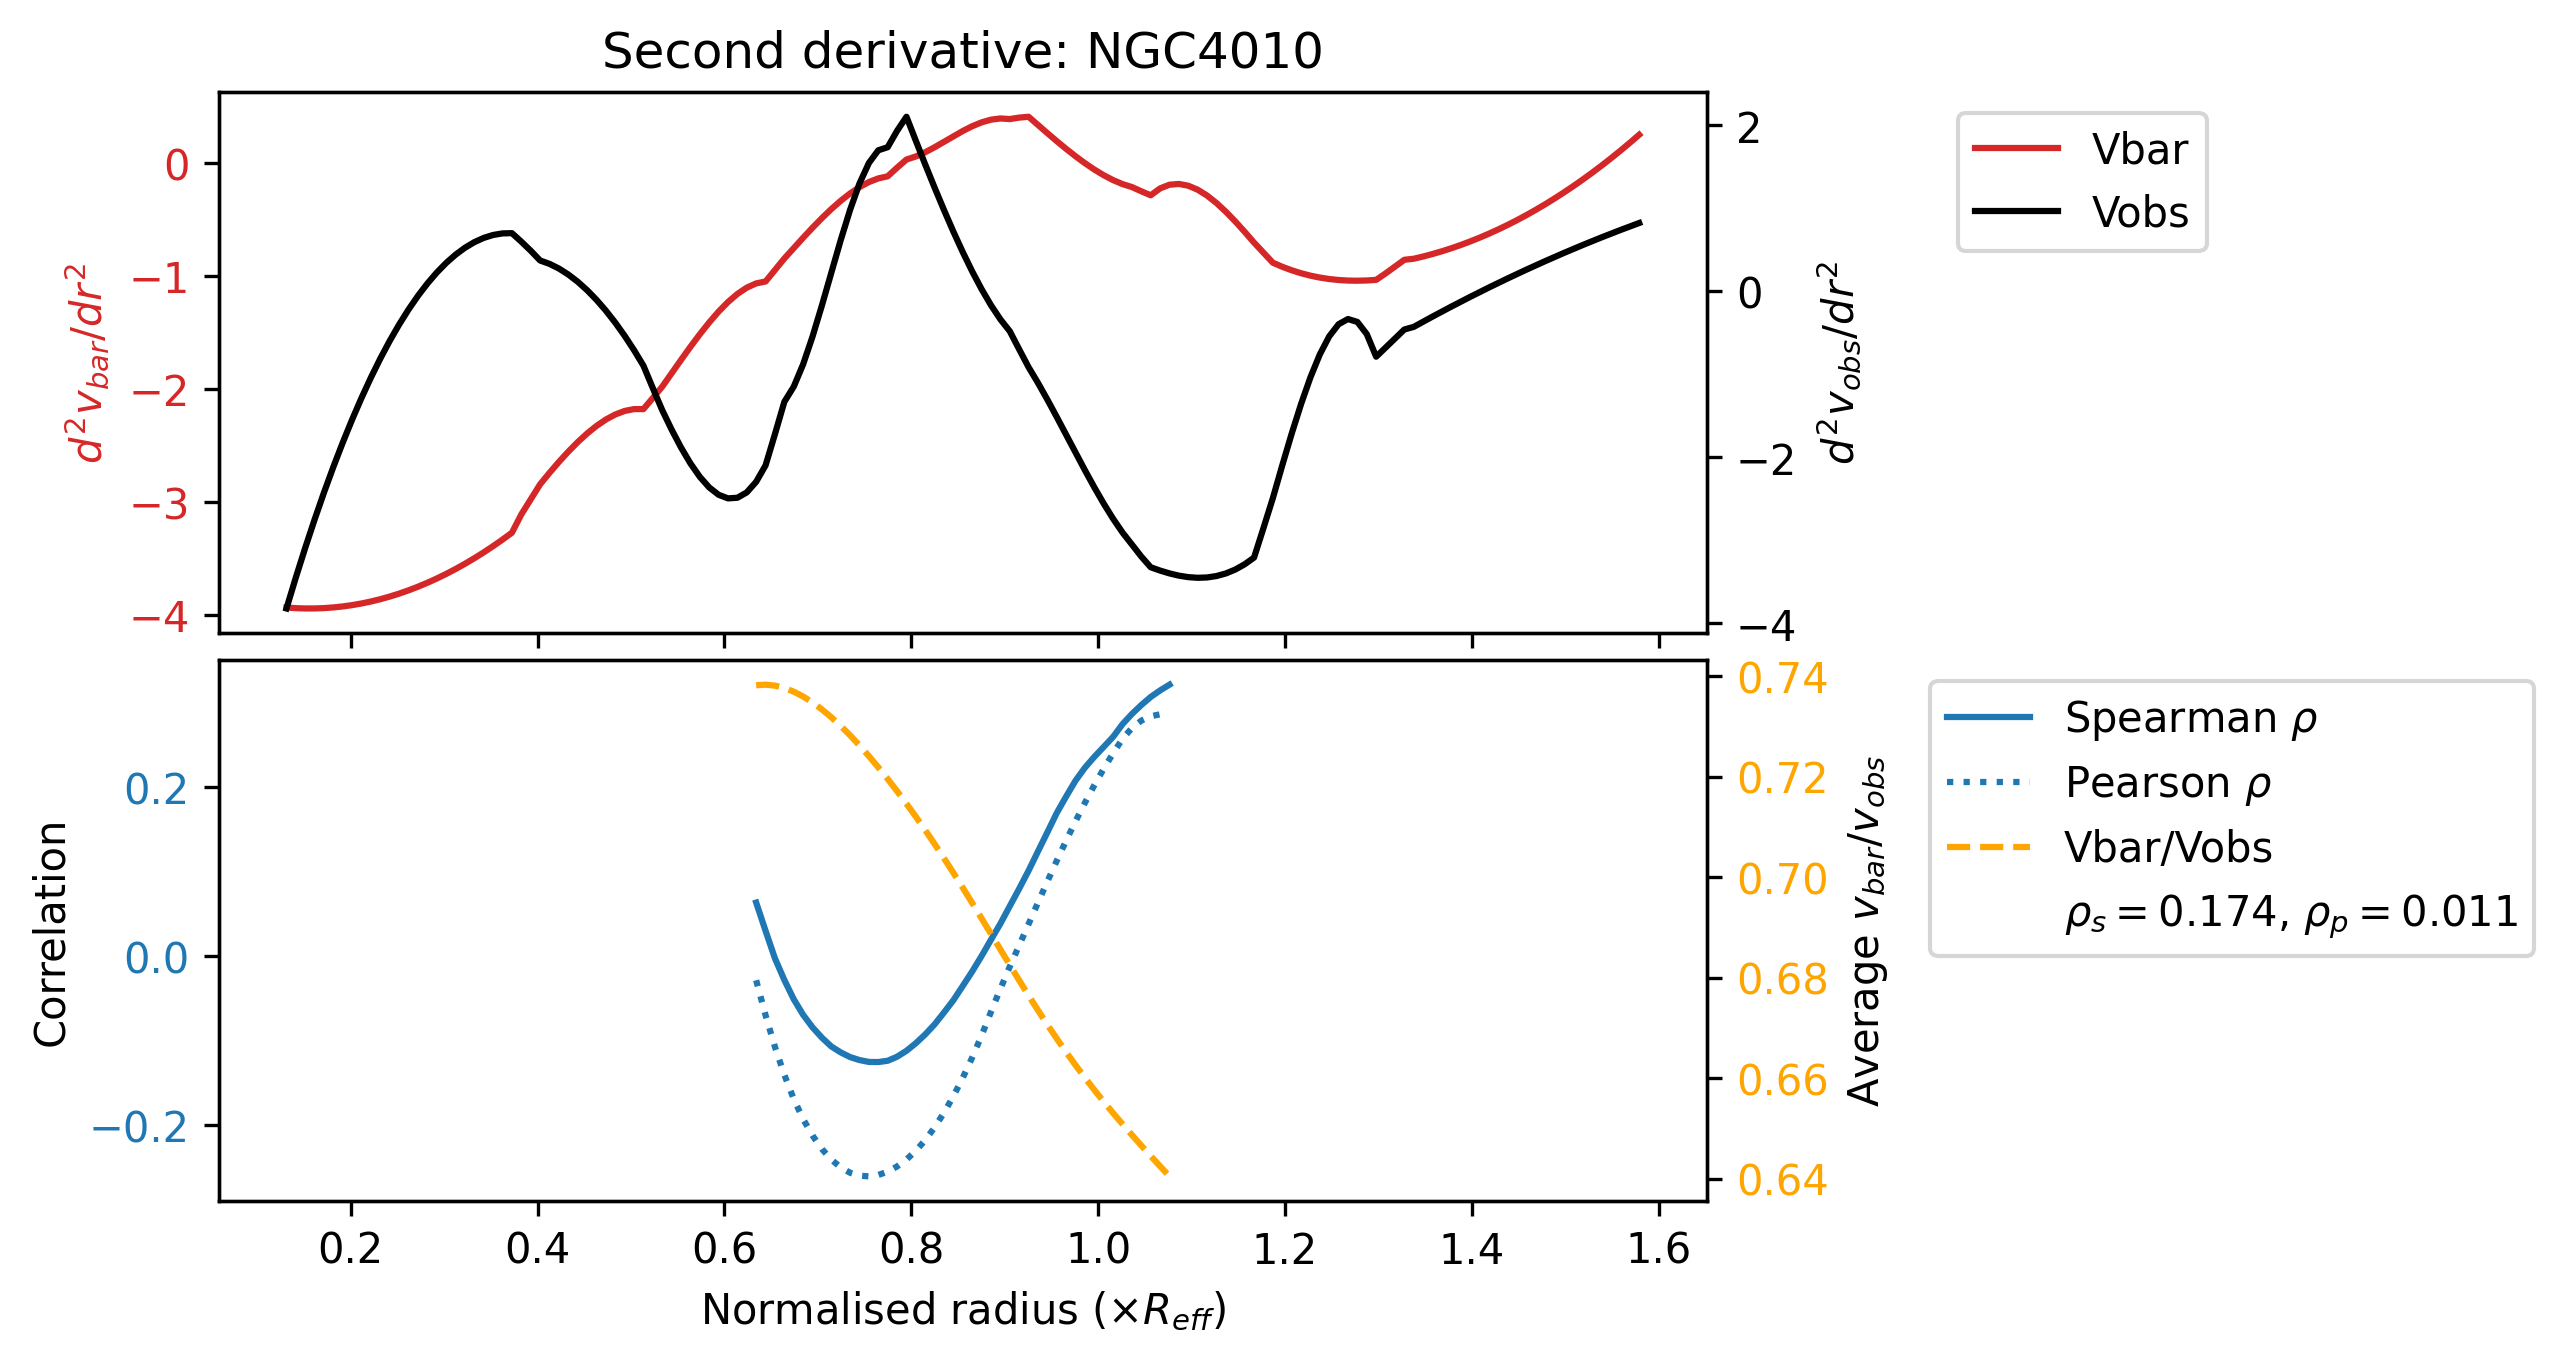 Second derivative: NGC4010
0
−1
−2
−3
−4
d²v_bar/dr²
2
0
−2
−4
d²v_obs/dr²
Vbar
Vobs
0.2
0.0
−0.2
Correlation
0.74
0.72
0.70
0.68
0.66
0.64
Average v_bar/v_obs
Spearman ρ
Pearson ρ
Vbar/Vobs
ρ_s = 0.174, ρ_p = 0.011
0.2 0.4 0.6 0.8 1.0 1.2 1.4 1.6
Normalised radius (×R_eff)